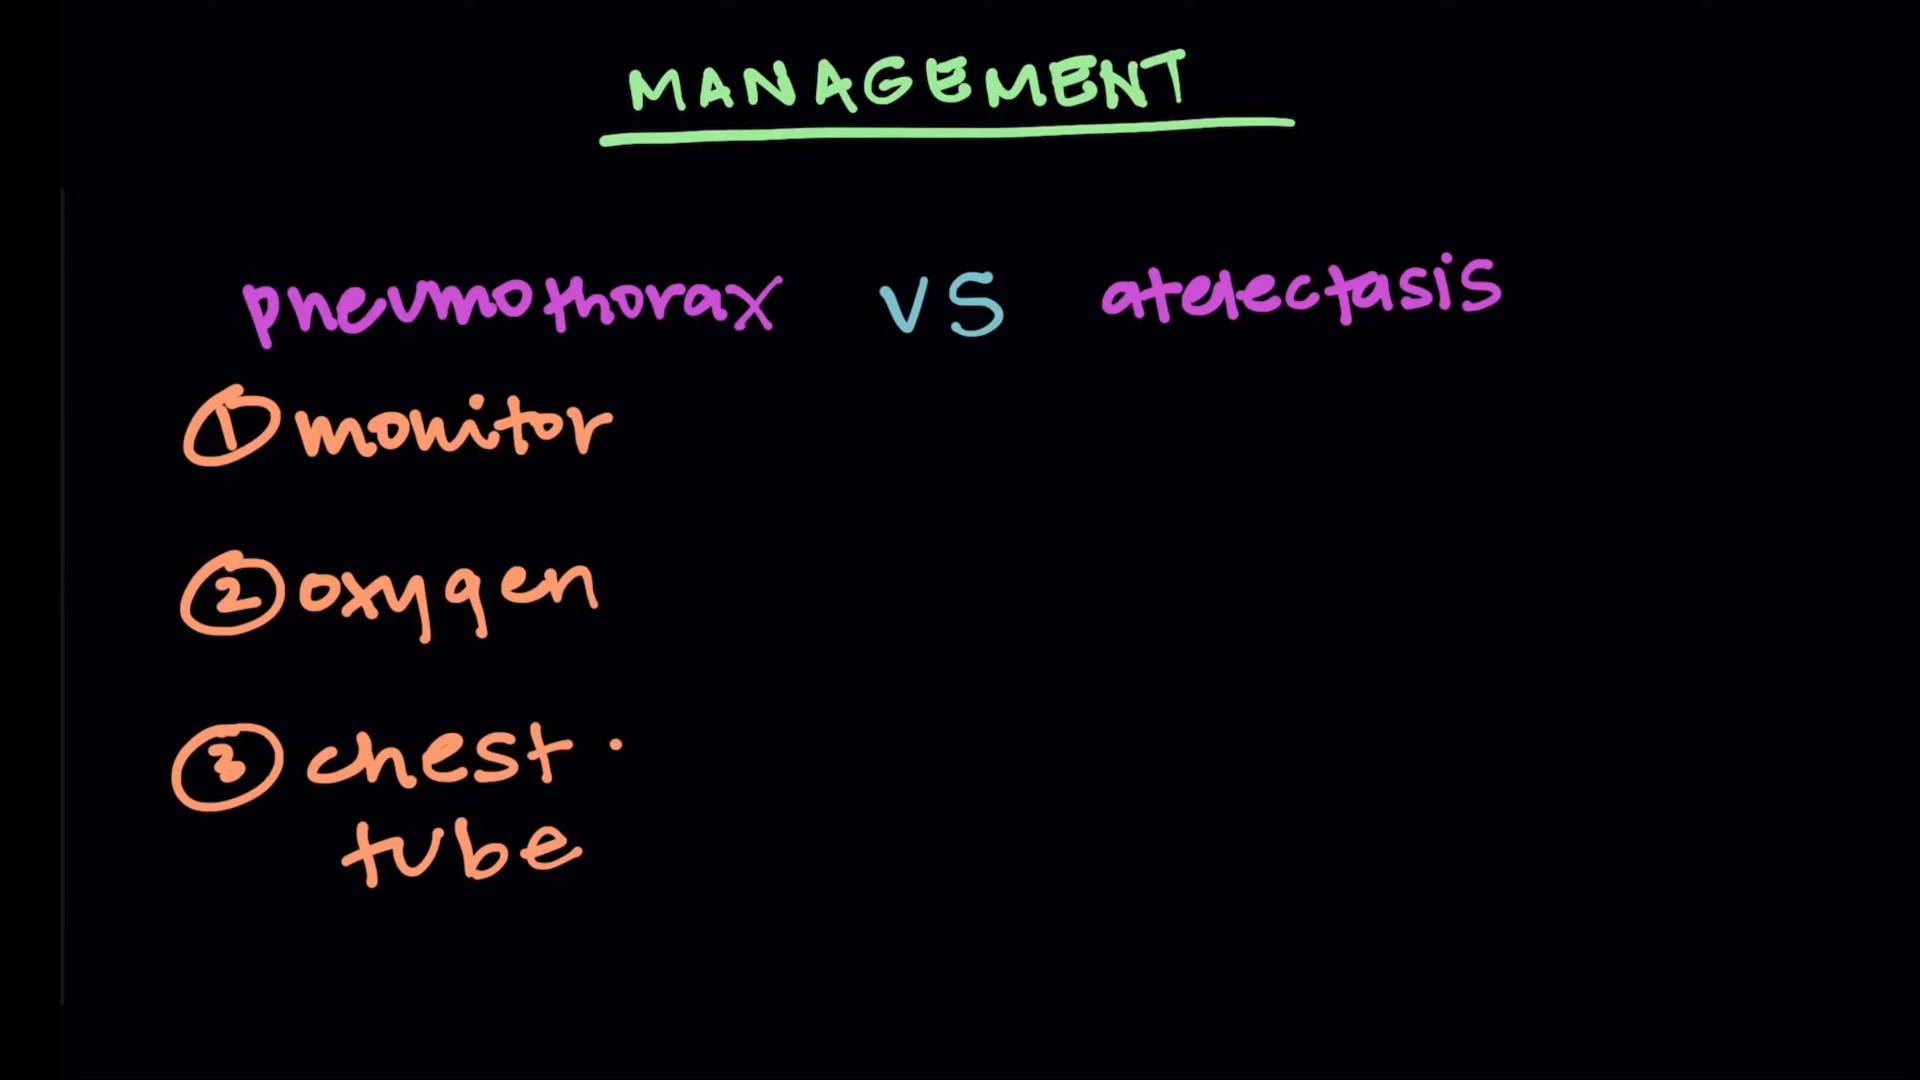 MANAGEMENT
pneumothorax vs atelectasis
① monitor
② oxygen
③ chest
tube